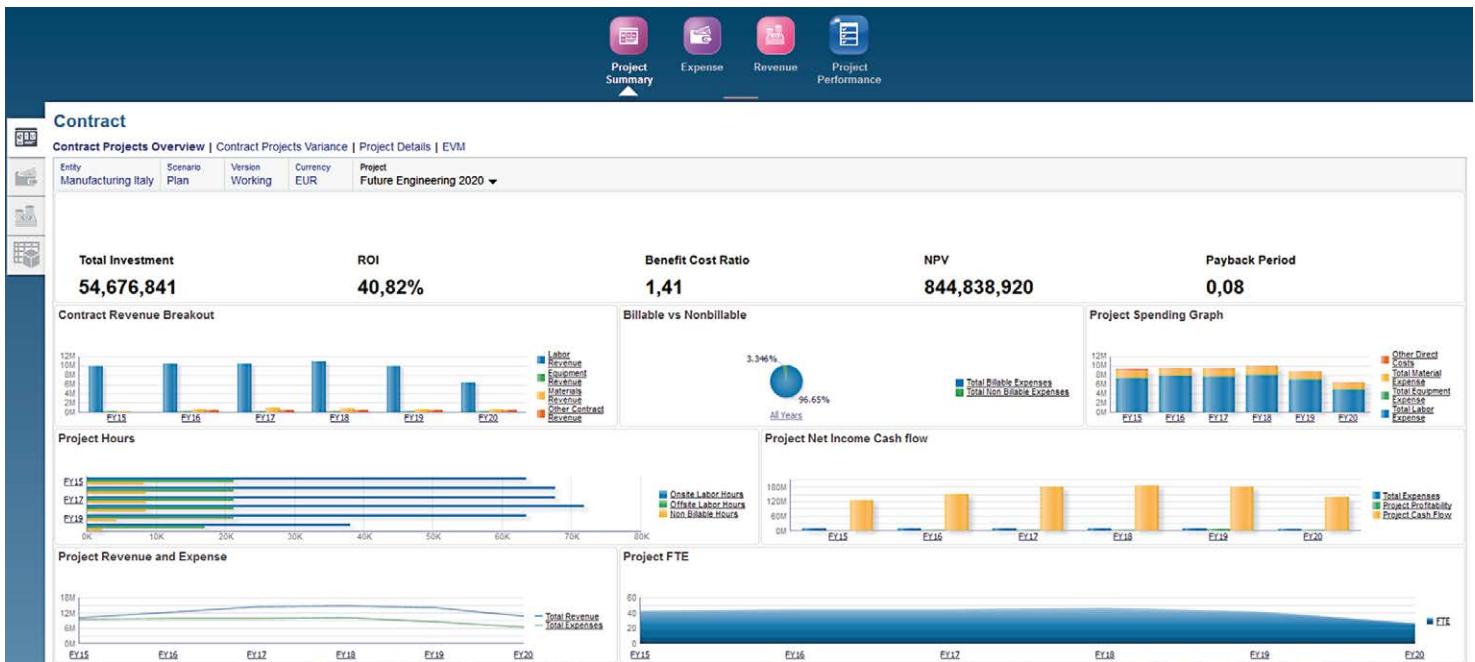 Project Summary
Expense
Revenue
Project Performance
Contract
Contract Projects Overview | Contract Projects Variance | Project Details | EVM
Entity Scenario Version Currency Project
Manufacturing Italy Plan Working EUR Future Engineering 2020
Total Investment ROI Benefit Cost Ratio NPV Payback Period
54,676,841 40,82% 1,41 844,838,920 0,08
Contract Revenue Breakout
12M
10M
8M
6M
4M
2M
0M
FY15 FY16 FY17 FY18 FY19 FY20
Labor Revenue
Equipment Revenue
Materials Revenue
Other Contract Revenue
Billable vs Nonbillable
3.346%
96.65%
All Years
Total Billable Expenses
Total Non Billable Expenses
Project Spending Graph
12M
10M
8M
6M
4M
2M
0M
FY15 FY16 FY17 FY18 FY19 FY20
Other Direct Costs
Total Material Expense
Total Equipment Expense
Total Labor Expense
Project Hours
FY15
FY17
FY19
0K 10K 20K 30K 40K 50K 60K 70K 80K
Onsite Labor Hours
Offsite Labor Hours
Non Billable Hours
Project Net Income Cash flow
180M
120M
60M
0M
FY15 FY16 FY17 FY18 FY19 FY20
Total Expenses
Project Profitability
Project Cash Flow
Project Revenue and Expense
18M
12M
6M
0M
FY15 FY16 FY17 FY18 FY19 FY20
Total Revenue
Total Expenses
Project FTE
60
40
20
0
FY15 FY16 FY17 FY18 FY19 FY20
FTE